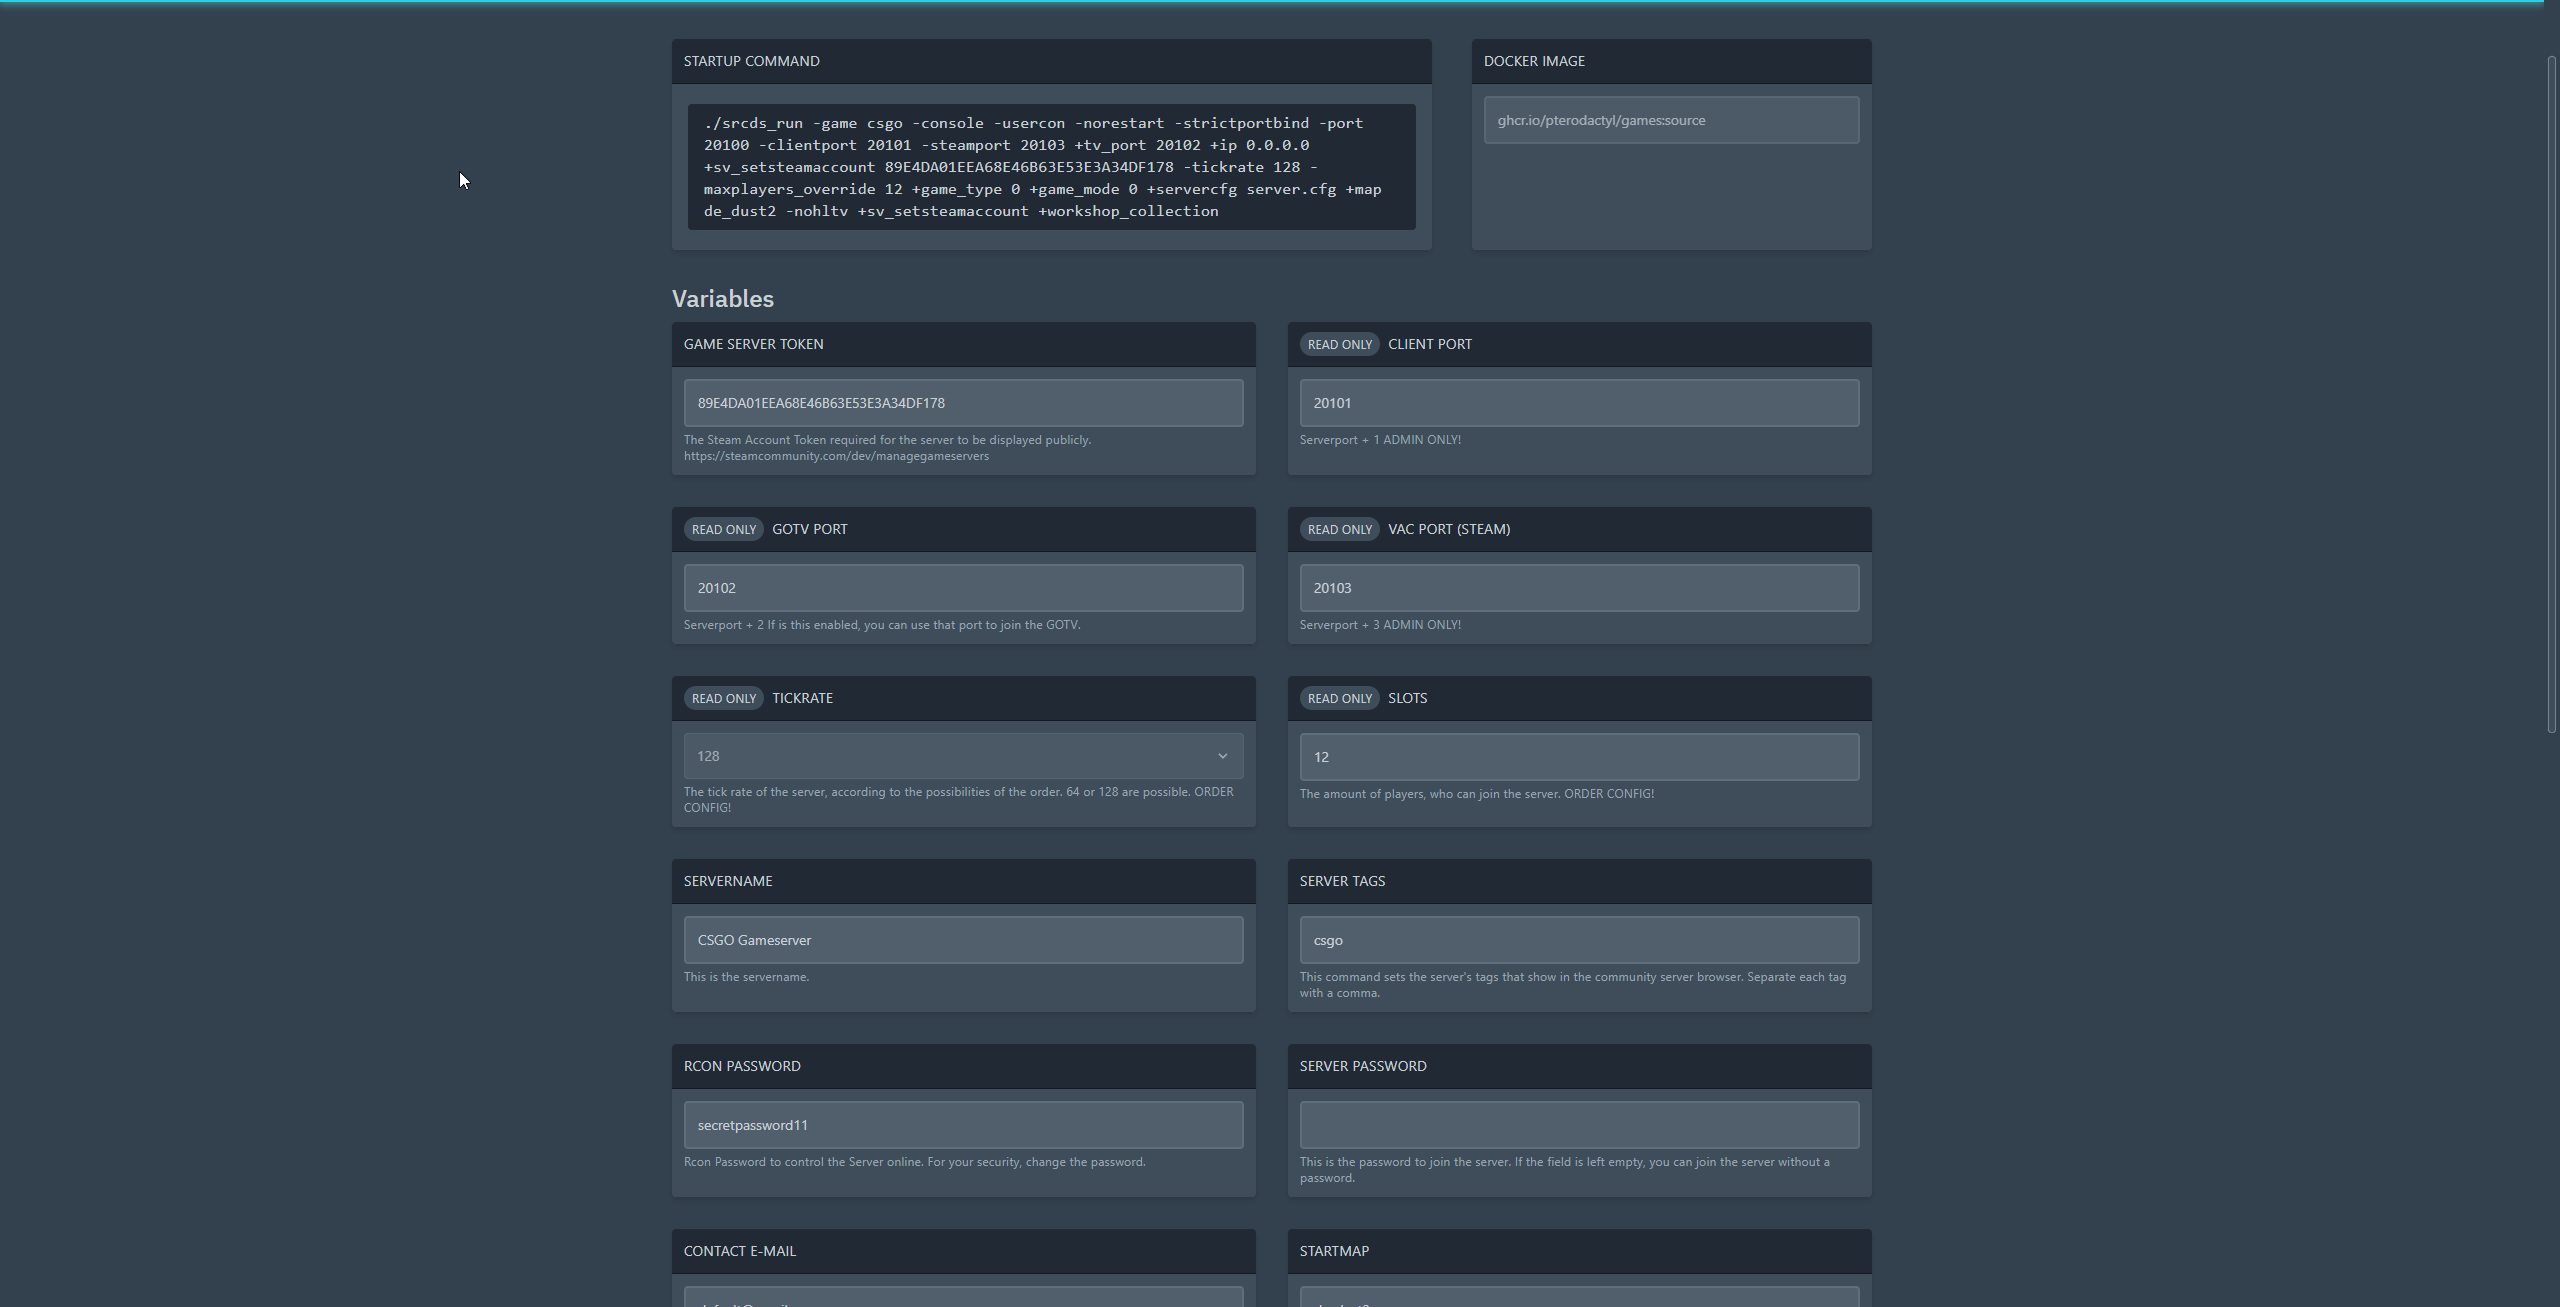 STARTUP COMMAND
./srcds_run -game csgo -console -usercon -norestart -strictportbind -port
20100 -clientport 20101 -steamport 20103 +tv_port 20102 +ip 0.0.0.0
+sv_setsteamaccount 89E4DA01EEA68E46B63E53E3A34DF178 -tickrate 128 -
maxplayers_override 12 +game_type 0 +game_mode 0 +servercfg server.cfg +map
de_dust2 -nohltv +sv_setsteamaccount +workshop_collection
DOCKER IMAGE
ghcr.io/pterodactyl/games:source
Variables
GAME SERVER TOKEN
89E4DA01EEA68E46B63E53E3A34DF178
The Steam Account Token required for the server to be displayed publicly.
https://steamcommunity.com/dev/managegameservers
READ ONLY CLIENT PORT
20101
Serverport + 1 ADMIN ONLY!
READ ONLY GOTV PORT
20102
Serverport + 2 If is this enabled, you can use that port to join the GOTV.
READ ONLY VAC PORT (STEAM)
20103
Serverport + 3 ADMIN ONLY!
READ ONLY TICKRATE
128
The tick rate of the server, according to the possibilities of the order. 64 or 128 are possible. ORDER
CONFIG!
READ ONLY SLOTS
12
The amount of players, who can join the server. ORDER CONFIG!
SERVERNAME
CSGO Gameserver
This is the servername.
SERVER TAGS
csgo
This command sets the server's tags that show in the community server browser. Separate each tag
with a comma.
RCON PASSWORD
secretpassword11
Rcon Password to control the Server online. For your security, change the password.
SERVER PASSWORD
This is the password to join the server. If the field is left empty, you can join the server without a
password.
CONTACT E-MAIL
STARTMAP